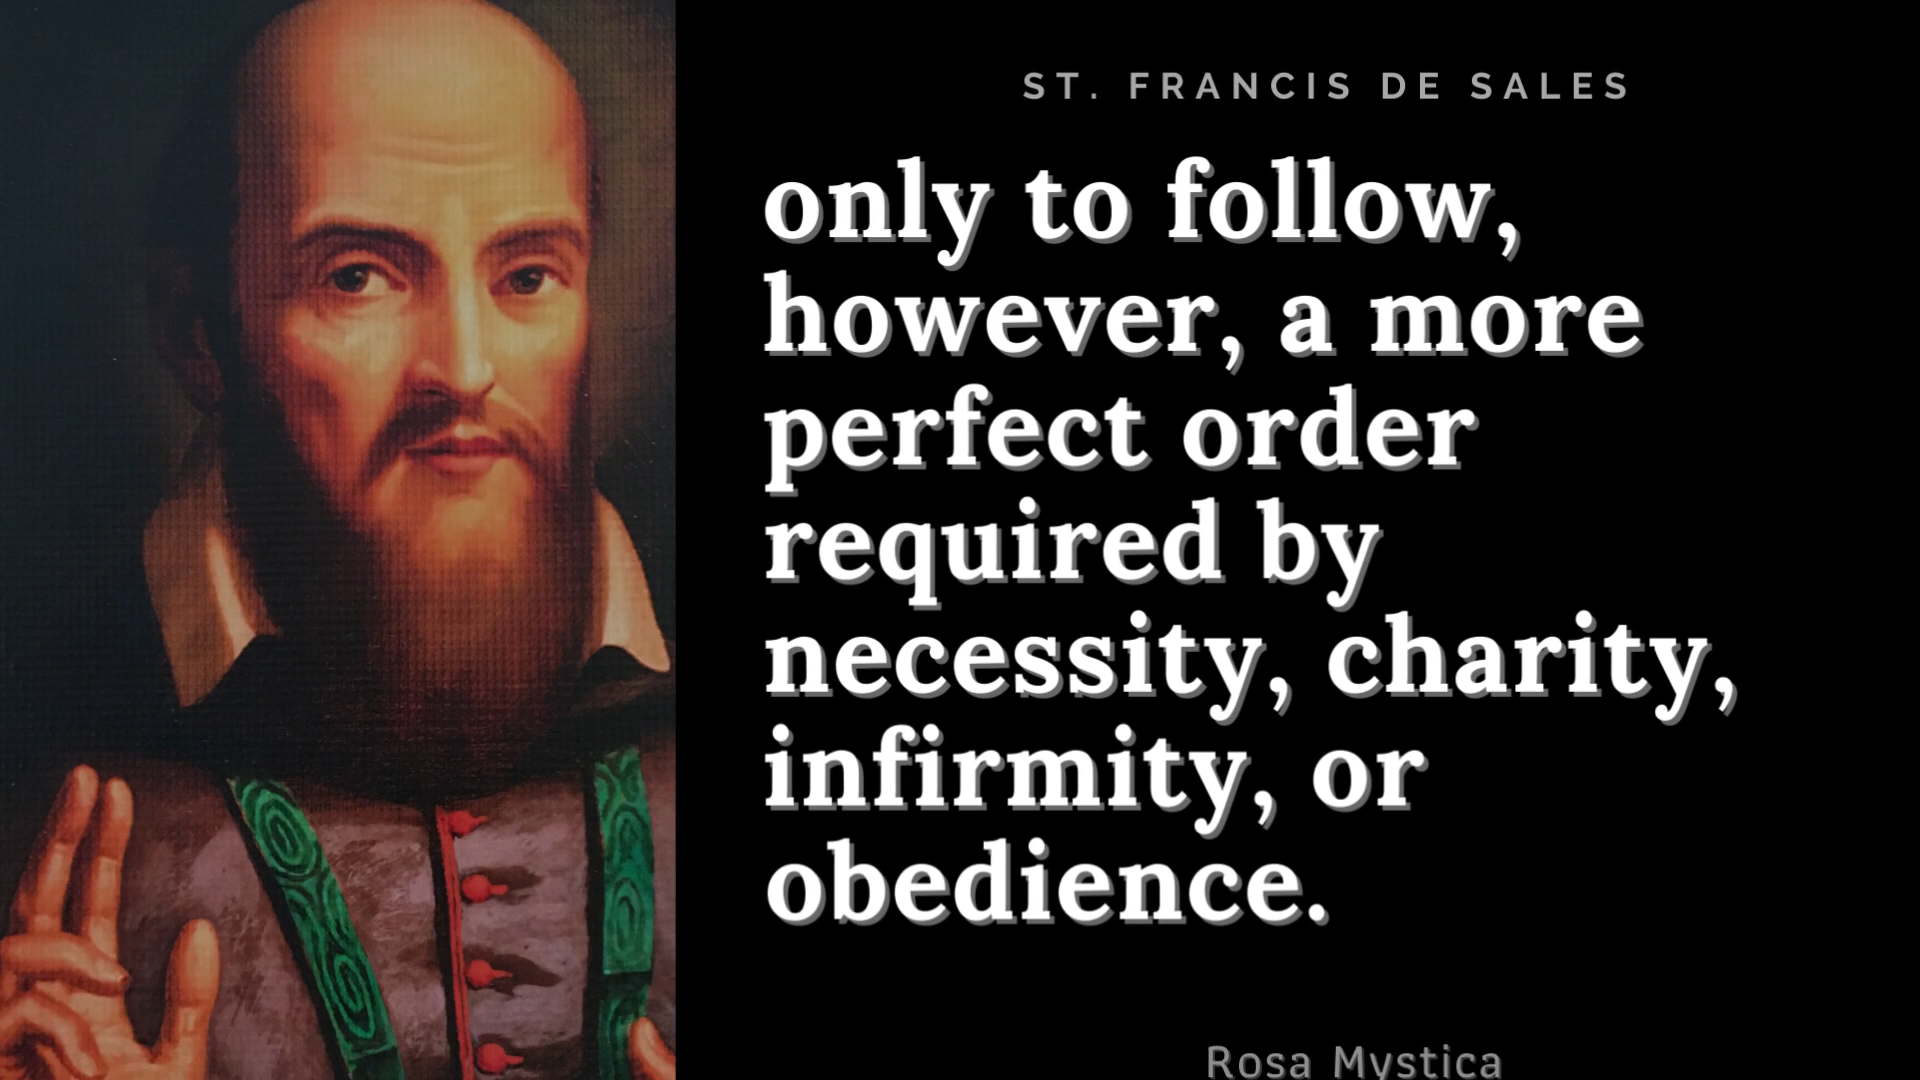 ST. FRANCIS DE SALES
only to follow,
however, a more
perfect order
required by
necessity, charity,
infirmity, or
obedience.
Rosa Mystica